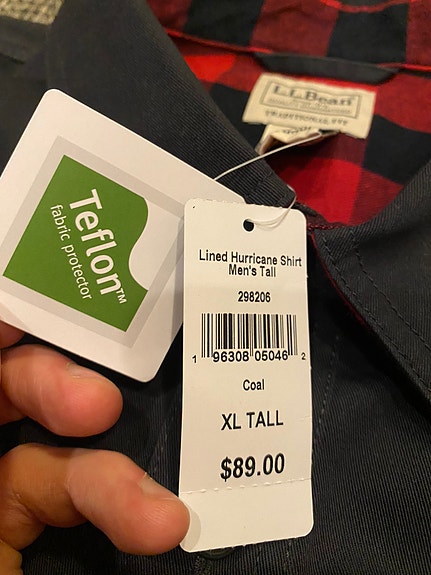 L.L.Bean
TRADITIONAL FIT
Teflon™
fabric protector
Lined Hurricane Shirt
Men's Tall
298206
1 96308 05046 2
Coal
XL TALL
$89.00